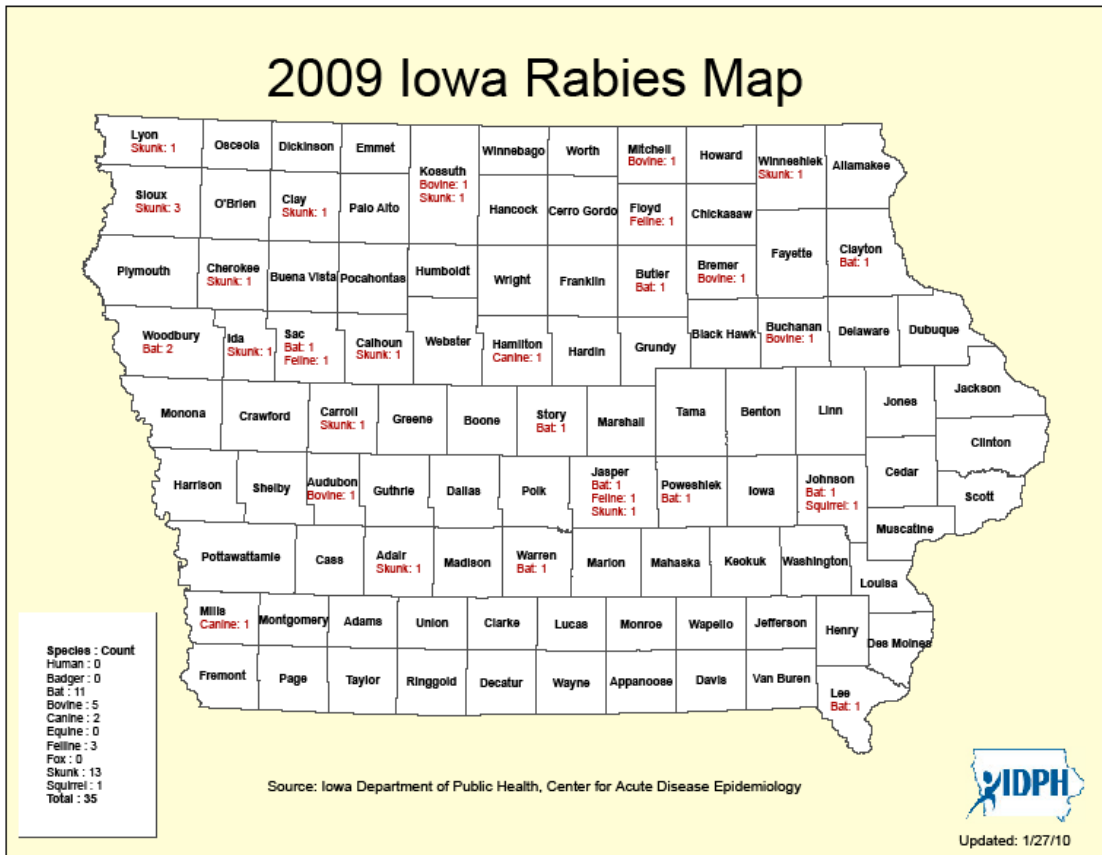 2009 Iowa Rabies Map
Lyon
Skunk: 1
Osceola
Dickinson
Emmet
Kossuth
Bovine: 1
Skunk: 1
Winnebago
Worth
Mitchell
Bovine: 1
Howard
Winneshiek
Skunk: 1
Allamakee
Sioux
Skunk: 3
O'Brien
Clay
Skunk: 1
Palo Alto
Hancock
Cerro Gordo
Floyd
Feline: 1
Chickasaw
Fayette
Clayton
Bat: 1
Plymouth
Cherokee
Skunk: 1
Buena Vista
Pocahontas
Humboldt
Wright
Franklin
Butler
Bat: 1
Bremer
Bovine: 1
Woodbury
Bat: 2
Ida
Skunk: 1
Sac
Bat: 1
Feline: 1
Calhoun
Skunk: 1
Webster
Hamilton
Canine: 1
Hardin
Grundy
Black Hawk
Buchanan
Bovine: 1
Delaware
Dubuque
Monona
Crawford
Carroll
Skunk: 1
Greene
Boone
Story
Bat: 1
Marshall
Tama
Benton
Linn
Jones
Jackson
Clinton
Harrison
Shelby
Audubon
Bovine: 1
Guthrie
Dallas
Polk
Jasper
Bat: 1
Feline: 1
Skunk: 1
Poweshiek
Bat: 1
Iowa
Johnson
Bat: 1
Squirrel: 1
Cedar
Scott
Muscatine
Pottawattamie
Cass
Adair
Skunk: 1
Madison
Warren
Bat: 1
Marion
Mahaska
Keokuk
Washington
Louisa
Mills
Canine: 1
Montgomery
Adams
Union
Clarke
Lucas
Monroe
Wapello
Jefferson
Henry
Des Moines
Fremont
Page
Taylor
Ringgold
Decatur
Wayne
Appanoose
Davis
Van Buren
Lee
Bat: 1
Species : Count
Human : 0
Badger : 0
Bat : 11
Bovine : 5
Canine : 2
Equine : 0
Feline : 3
Fox : 0
Skunk : 13
Squirrel : 1
Total : 35
Source: Iowa Department of Public Health, Center for Acute Disease Epidemiology
IDPH
Updated: 1/27/10